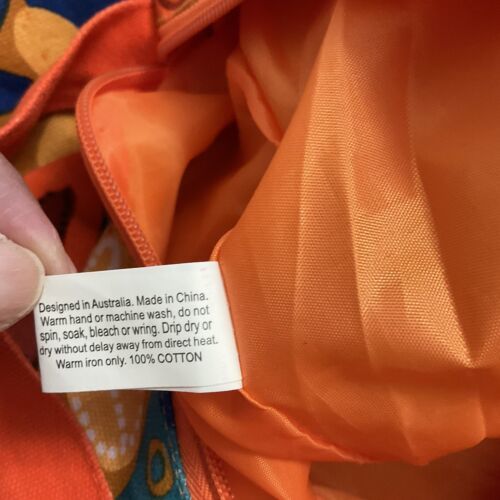 Designed in Australia. Made in China.
Warm hand or machine wash, do not
spin, soak, bleach or wring. Drip dry or
dry without delay away from direct heat.
Warm iron only. 100% COTTON